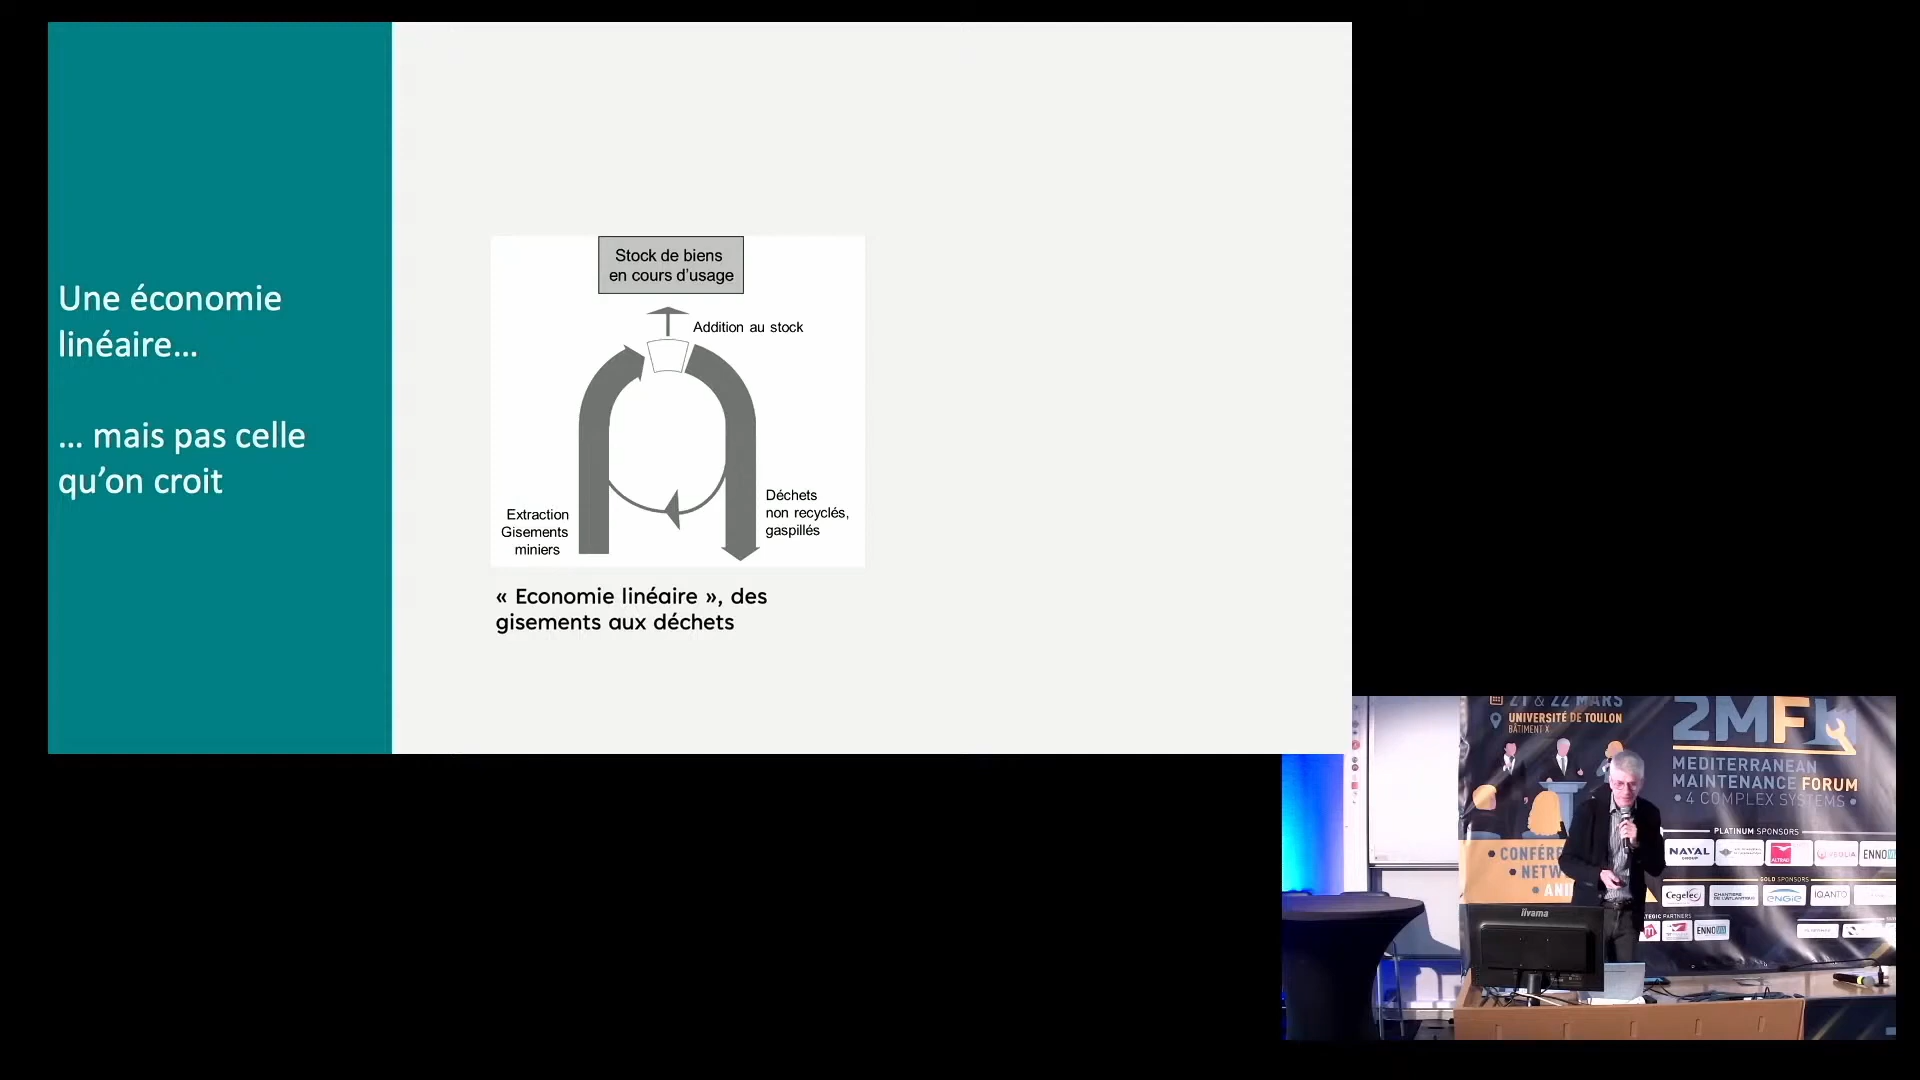 Une économie
linéaire...
... mais pas celle
qu’on croit
Stock de biens
en cours d’usage
Addition au stock
Extraction
Gisements
miniers
Déchets
non recyclés,
gaspillés
« Economie linéaire », des
gisements aux déchets
21 & 22 MARS
UNIVERSITÉ DE TOULON
BÂTIMENT X
2MF
MEDITERRANEAN
MAINTENANCE FORUM
• 4 COMPLEX SYSTEMS •
PLATINUM SPONSORS
NAVAL
GROUP
ALTRAD
VEOLIA
ENNO
• CONFÉRE
• NETW
• ANI
GOLD SPONSORS
Cegelec
CHANTIERS
DE L'ATLANTIQUE
ENGIE
IQANTO
PARTNERS
ENNO
iiyama